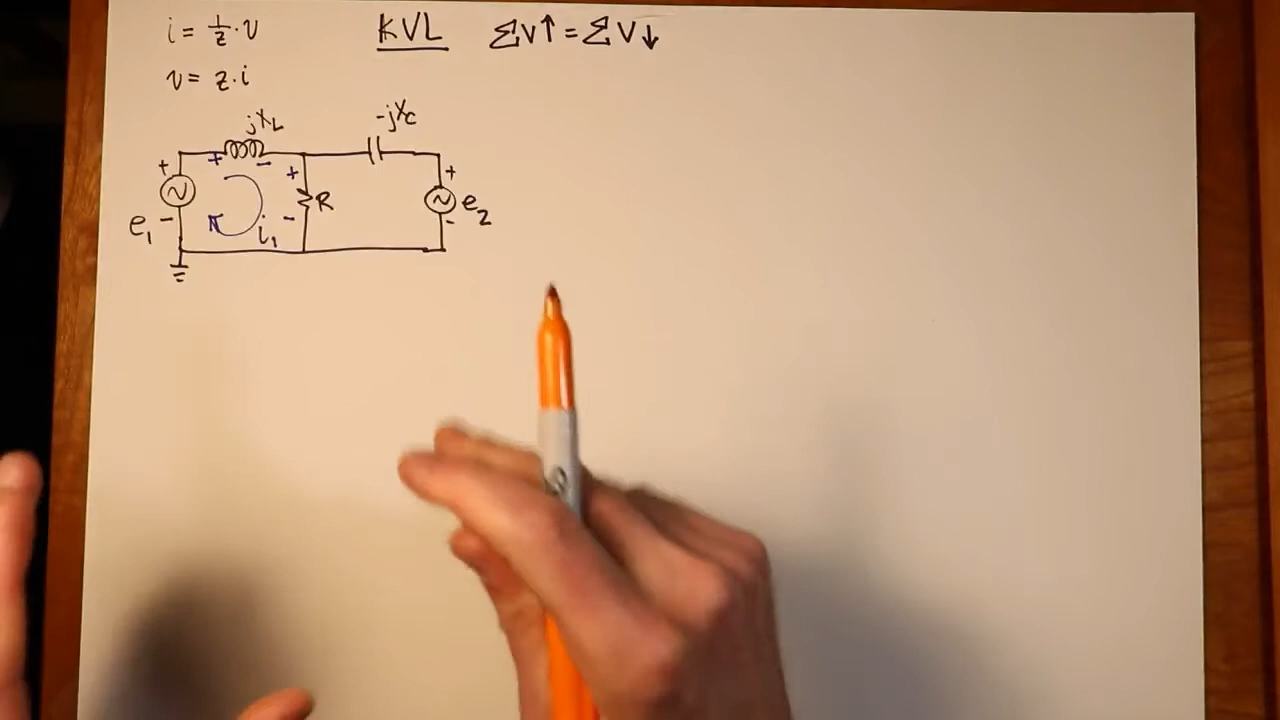 i = 1/z · v
KVL Σv↑ = Σv↓
v = z · i
jXL -jXc
+ + - + +
R e2
e1 - i1 - -